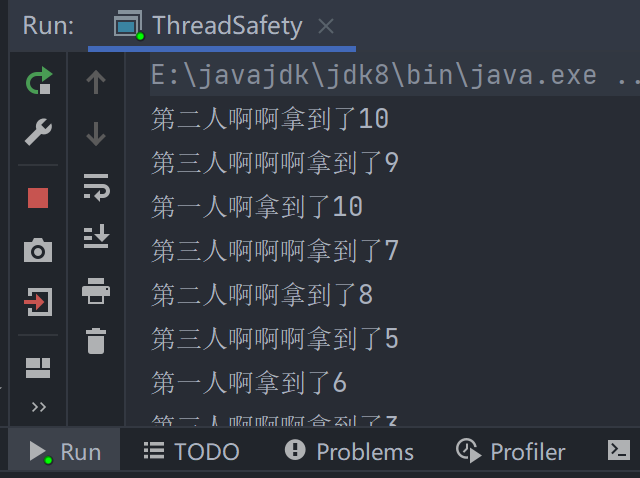 Run: ThreadSafety
E:\javajdk\jdk8\bin\java.exe ..
第二人啊啊拿到了10
第三人啊啊啊拿到了9
第一人啊拿到了10
第三人啊啊啊拿到了7
第二人啊啊拿到了8
第三人啊啊啊拿到了5
第一人啊拿到了6
Run TODO Problems Profiler